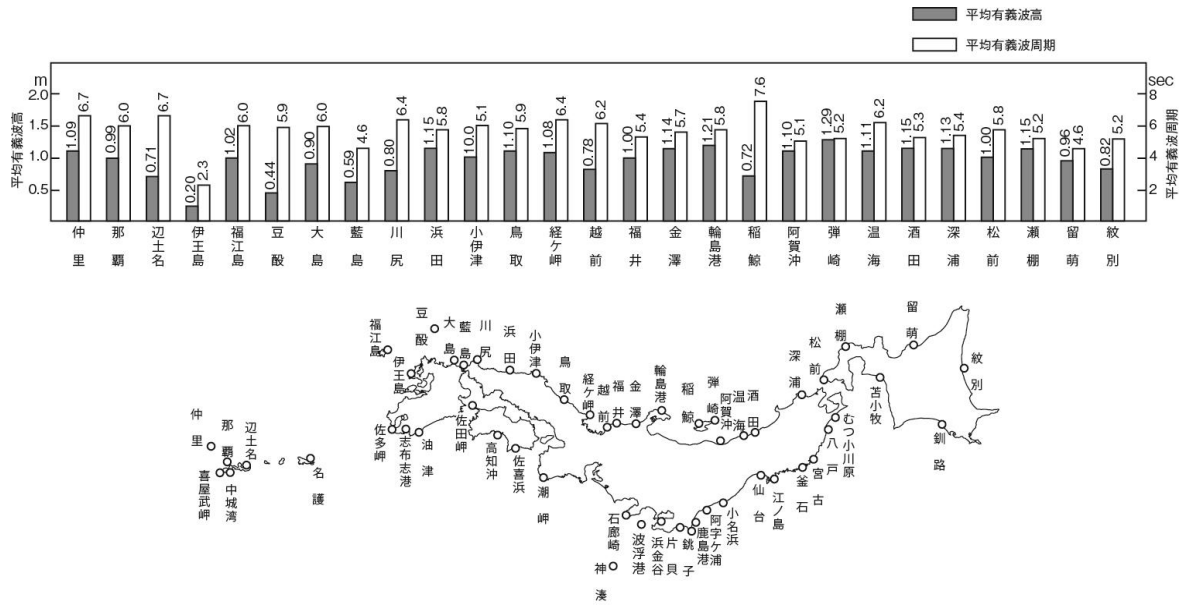 平均有義波高
平均有義波周期
m
sec
2.0
1.5
1.0
0.5
平均有義波高
8
6
4
2
平均有義波周期
1.09 6.7
0.99 6.0
0.71 6.7
0.20 2.3
1.02 6.0
0.44 5.9
0.90 6.0
0.59 4.6
0.80 6.4
1.15 5.8
10.0 5.1
1.10 5.9
1.08 6.4
0.78 6.2
1.00 5.4
1.14 5.7
1.21 5.8
0.72 7.6
1.10 5.1
1.29 5.2
1.11 6.2
1.15 5.3
1.13 5.4
1.00 5.8
1.15 5.2
0.96 4.6
0.82 5.2
仲里
那覇
辺土名
伊王島
福江島
豆酘
大島
藍島
川尻
浜田
小伊津
鳥取
経ケ岬
越前
福井
金澤
輪島港
稲鯨
阿賀沖
弾崎
温海
酒田
深浦
松前
瀬棚
留萌
紋別
福江島
伊王島
豆酘
大島
藍島
川尻
浜田
小伊津
鳥取
経ケ岬
越前
福井
金澤
輪島港
稲鯨
弾崎
阿賀沖
温海
酒田
深浦
松前
瀬棚
留萌
紋別
苫小牧
釧路
むつ小川原
八戸
宮古
釜石
江ノ島
仙台
小名浜
阿字ケ浦
鹿島港
銚子
片貝
浜金谷
波浮港
石廊崎
神湊
潮岬
佐喜浜
高知沖
佐田岬
油津
志布志港
佐多岬
仲里
那覇
辺土名
喜屋武岬
中城湾
名護